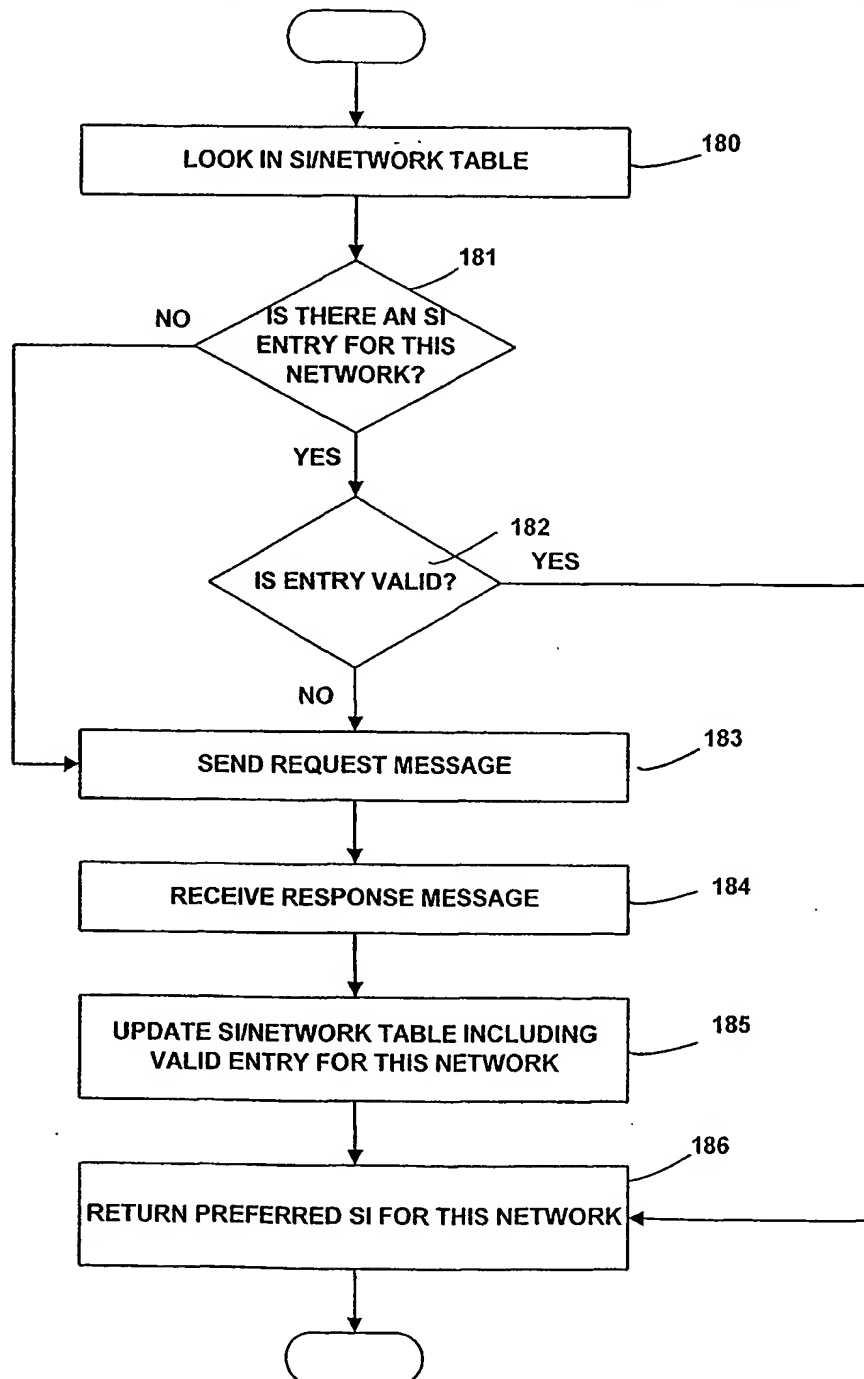 LOOK IN SI/NETWORK TABLE
180
181
NO
IS THERE AN SI
ENTRY FOR THIS
NETWORK?
YES
182
IS ENTRY VALID?
YES
NO
SEND REQUEST MESSAGE
183
RECEIVE RESPONSE MESSAGE
184
UPDATE SI/NETWORK TABLE INCLUDING
VALID ENTRY FOR THIS NETWORK
185
186
RETURN PREFERRED SI FOR THIS NETWORK